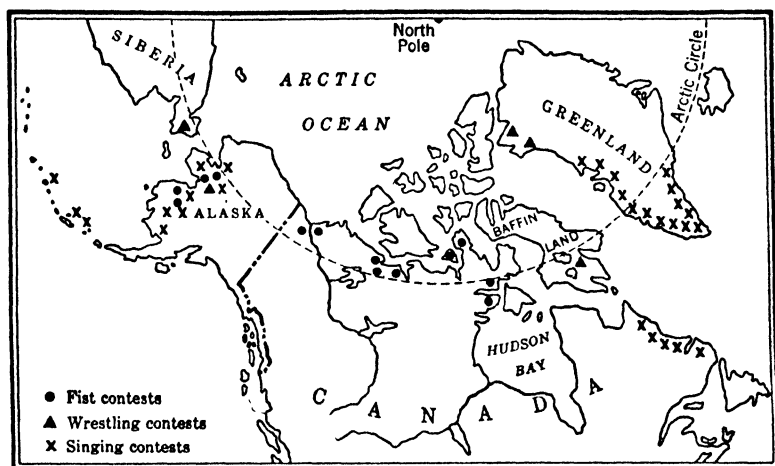 North
Pole
SIBERIA
ARCTIC
OCEAN
Arctic Circle
GREENLAND
ALASKA
BAFFIN
LAND
HUDSON
BAY
CANADA
● Fist contests
▲ Wrestling contests
x Singing contests